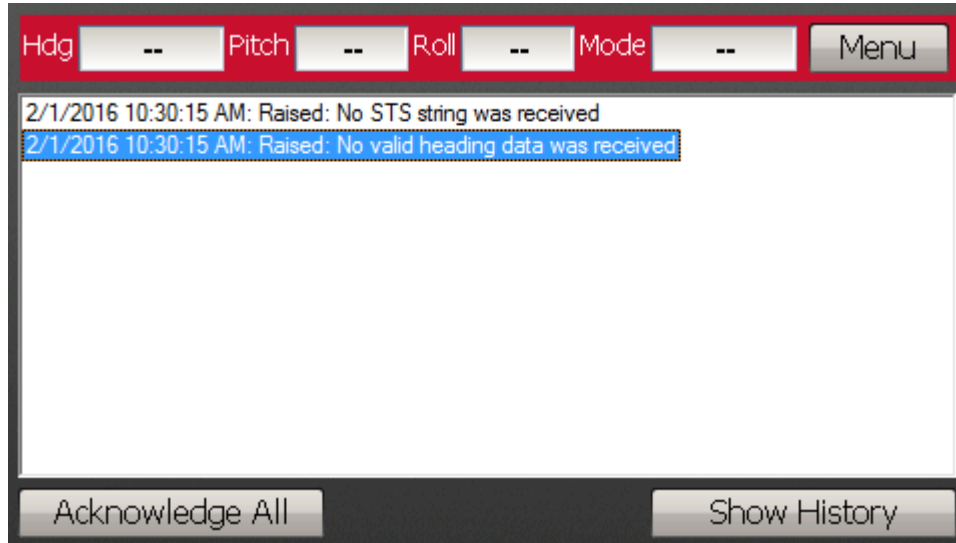 Hdg -- Pitch -- Roll -- Mode -- Menu
2/1/2016 10:30:15 AM: Raised: No STS string was received
2/1/2016 10:30:15 AM: Raised: No valid heading data was received
Acknowledge All Show History